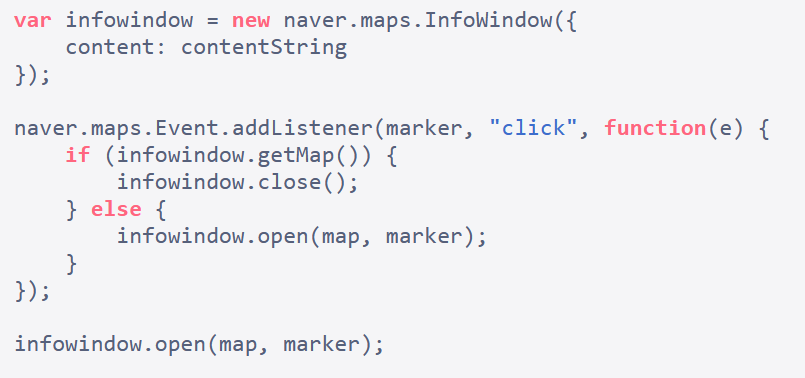 var infowindow = new naver.maps.InfoWindow({
    content: contentString
});

naver.maps.Event.addListener(marker, "click", function(e) {
    if (infowindow.getMap()) {
        infowindow.close();
    } else {
        infowindow.open(map, marker);
    }
});

infowindow.open(map, marker);